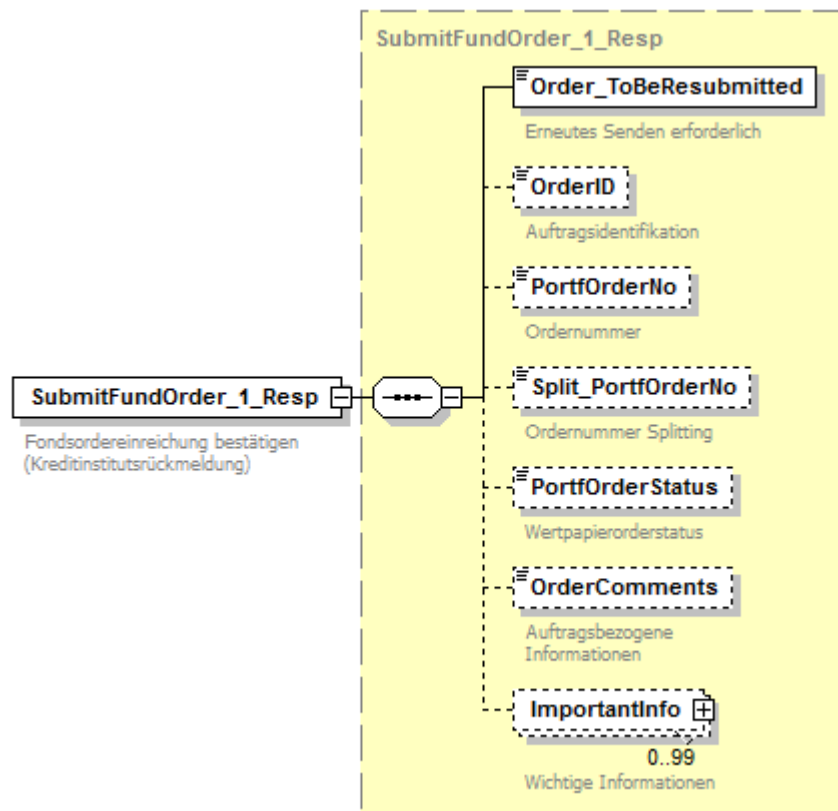 SubmitFundOrder_1_Resp
Order_ToBeResubmitted
Erneutes Senden erforderlich
OrderID
Auftragsidentifikation
PortfOrderNo
Ordernummer
SubmitFundOrder_1_Resp
Fondsordereinreichung bestätigen
(Kreditinstitutsrückmeldung)
Split_PortfOrderNo
Ordernummer Splitting
PortfOrderStatus
Wertpapierorderstatus
OrderComments
Auftragsbezogene
Informationen
ImportantInfo
0..99
Wichtige Informationen